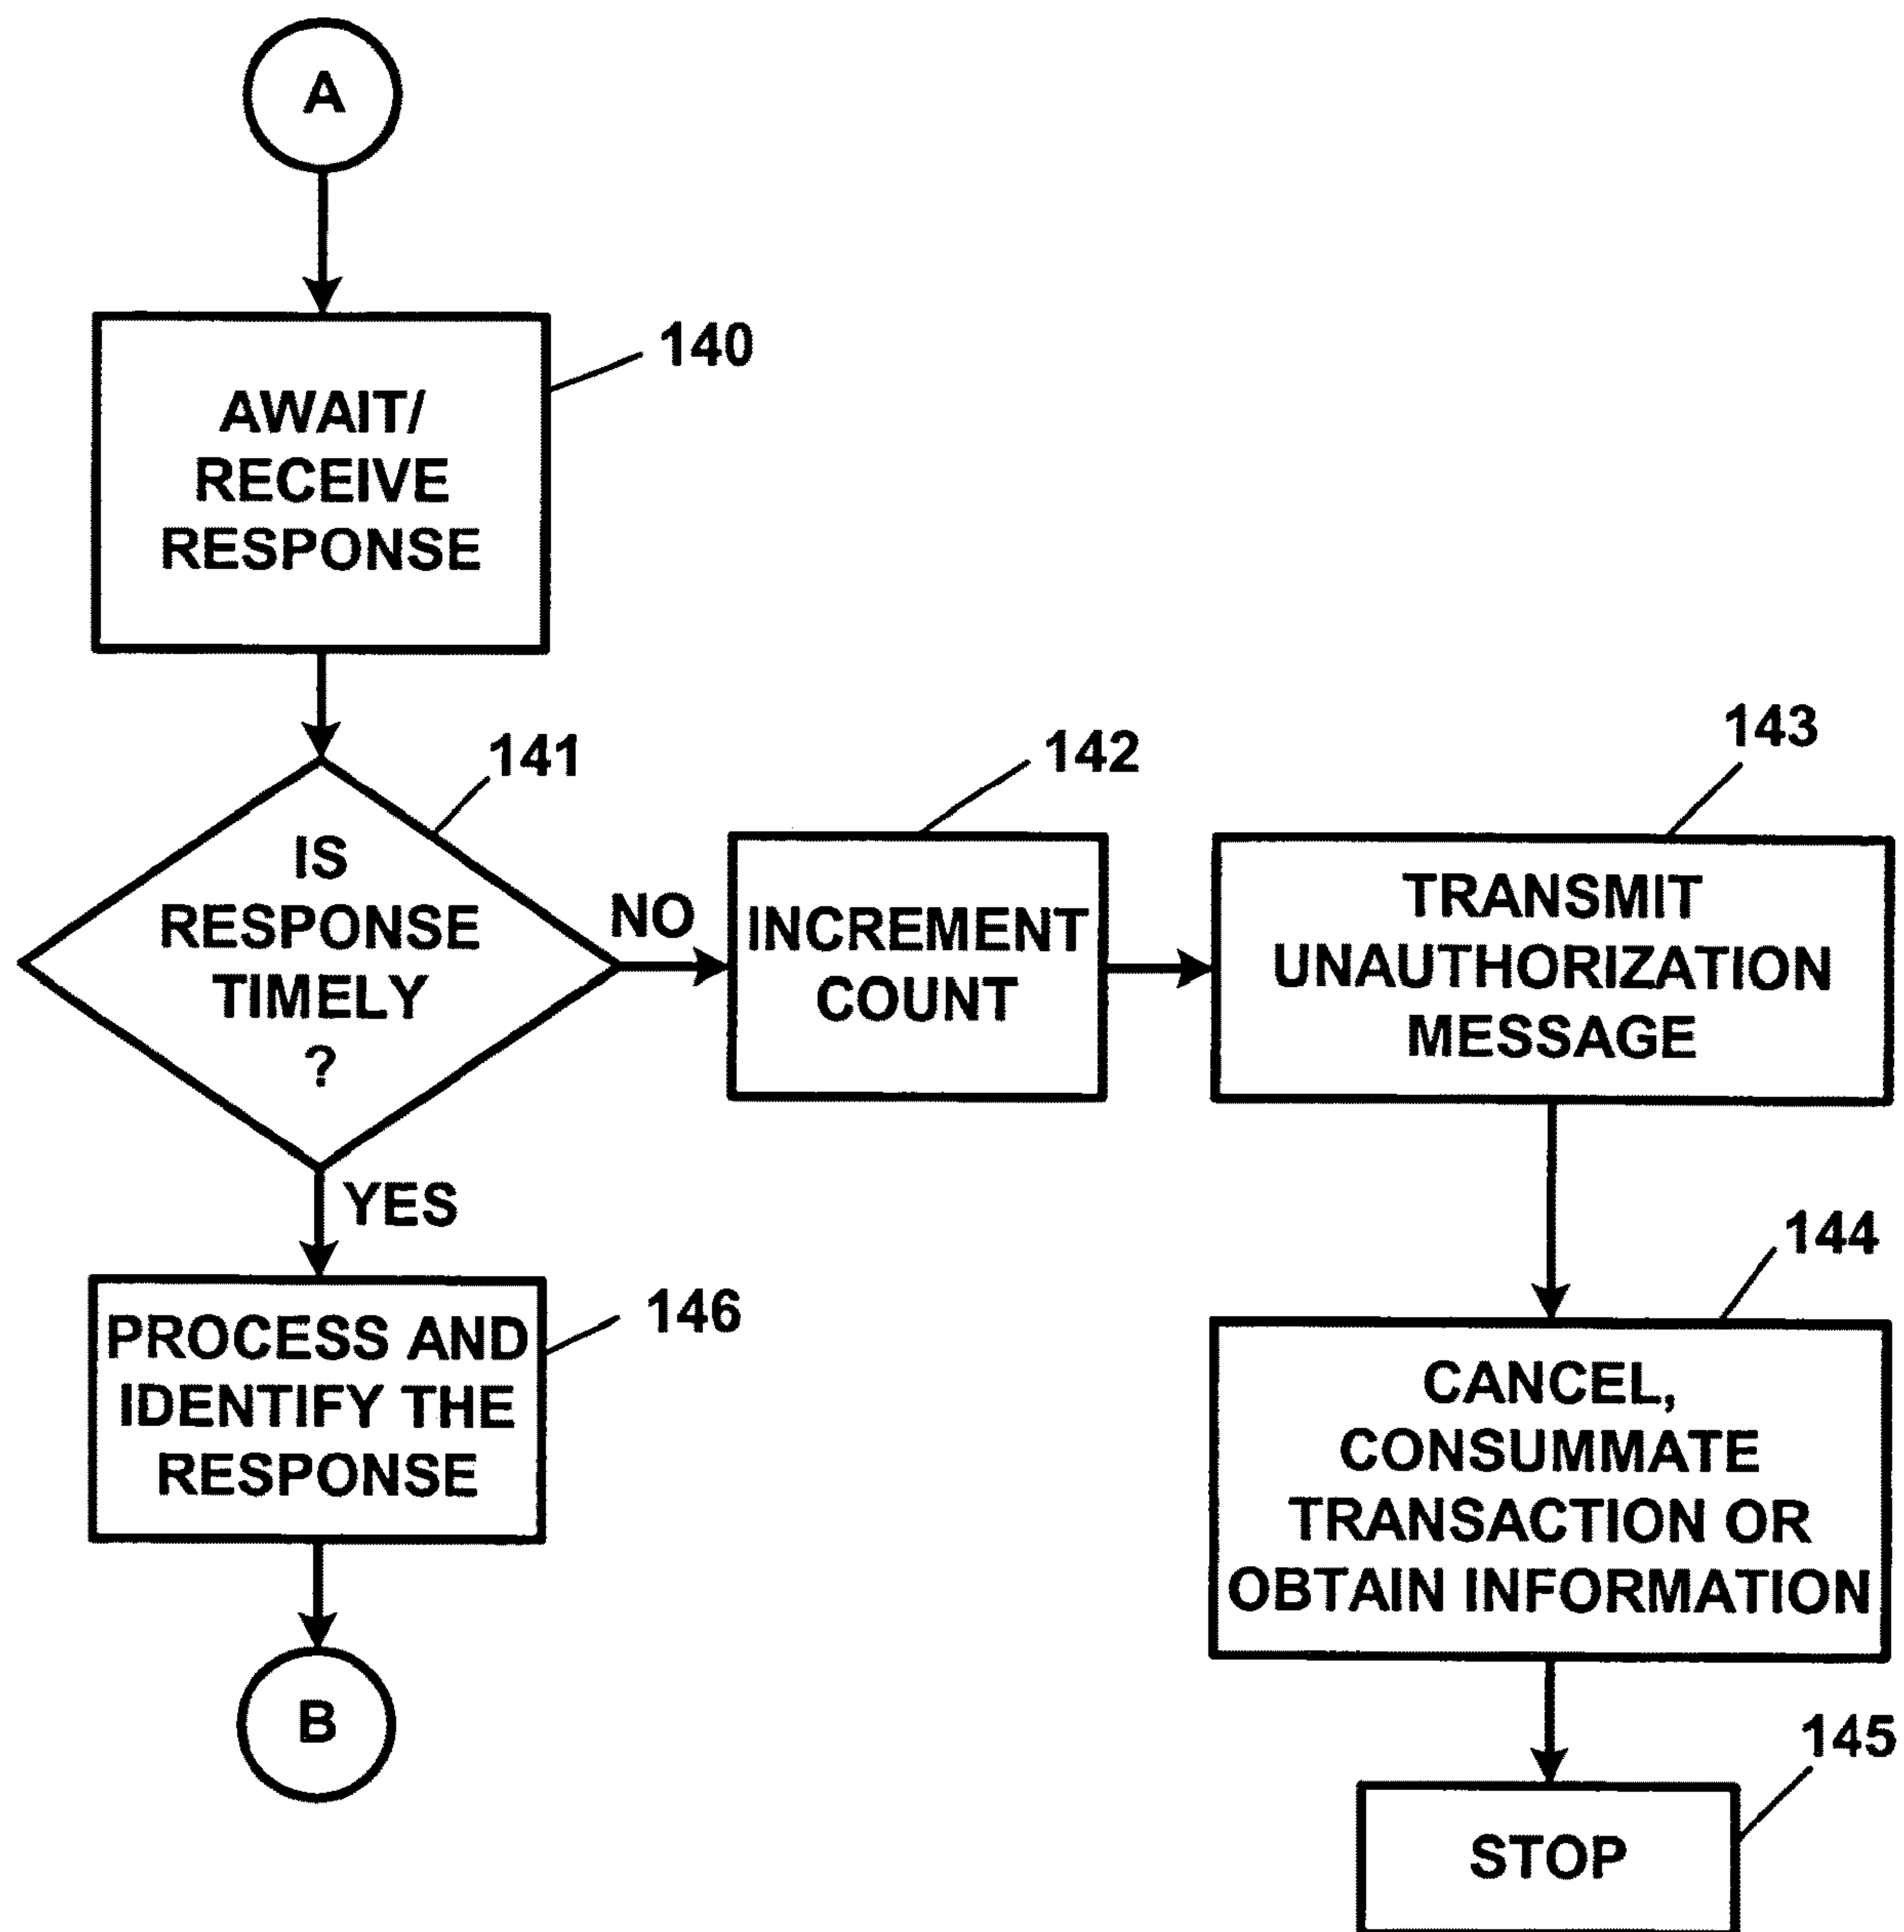 A
140
AWAIT/
RECEIVE
RESPONSE
141
IS
RESPONSE
TIMELY
?
NO
142
INCREMENT
COUNT
143
TRANSMIT
UNAUTHORIZATION
MESSAGE
YES
146
PROCESS AND
IDENTIFY THE
RESPONSE
B
144
CANCEL,
CONSUMMATE
TRANSACTION OR
OBTAIN INFORMATION
145
STOP